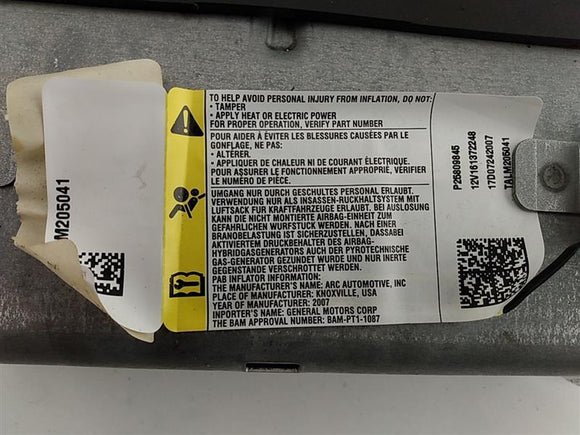 M205041
TO HELP AVOID PERSONAL INJURY FROM INFLATION, DO NOT:
• TAMPER
• APPLY HEAT OR ELECTRIC POWER
FOR PROPER OPERATION, VERIFY PART NUMBER
POUR AIDER À ÉVITER LES BLESSURES CAUSÉES PAR LE
GONFLAGE, NE PAS:
• ALTÉRER.
• APPLIQUER DE CHALEUR NI DE COURANT ÉLECTRIQUE.
POUR ASSURER LE FONCTIONNEMENT APPROPRIÉ, VÉRIFIER
LE NUMÉRO DE PIÈCE.
UMGANG NUR DURCH GESCHULTES PERSONAL ERLAUBT.
VERWENDUNG NUR ALS INSASSEN-RUCKHALTSYSTEM MIT
LUFTSACK FUR KRAFTFAHRZEUGE ERLAUBT. BEI AUSLOSUNG
KANN DIE NICHT MONTIERTE AIRBAG-EINHEIT ZUM
GEFAHRLICHEN WURFSTUCK WERDEN. NACH EINER
BRANOBELASTUNG IST SICHERZUSTELLEN, DASSABEI
AKTIVIERTEM DRUCKBEHALTER DES AIRBAG-
HYBRIDGASGENERATORS AUCH DER PYROTECHNISCHE
GAS-GENERATOR GEZUNDET WURDE UND NUR INERTE
GEGENSTANDE VERSCHROTTET WERDEN.
PAB INFLATOR INFORMATION:
THE MANUFACTURER'S NAME: ARC AUTOMOTIVE, INC
PLACE OF MANUFACTURER: KNOXVILLE, USA
YEAR OF MANUFACTURE: 2007
INPORTER'S NAME: GENERAL MOTORS CORP
THE BAM APPROVAL NUMBER: BAM-PT1-1087
P25809845
12V161372248
17D07242007
TALM205041